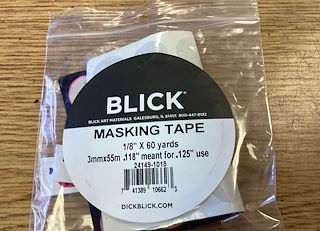 BLICK®
BLICK ART MATERIALS GALESBURG, IL 61401 800-447-8192
MASKING TAPE
1/8" X 60 yards
3mmx55m .118" meant for .125" use
24149-1018
7 41389 10662 3
DICKBLICK.COM